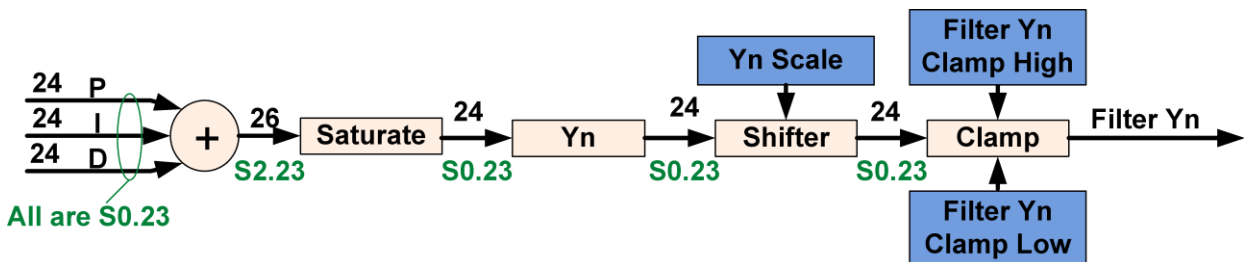 Filter Yn
Clamp High
Yn Scale
24 P
24 I
24 D
+
26
S2.23
Saturate
24
S0.23
Yn
24
S0.23
Shifter
24
S0.23
Clamp
Filter Yn
All are S0.23
Filter Yn
Clamp Low